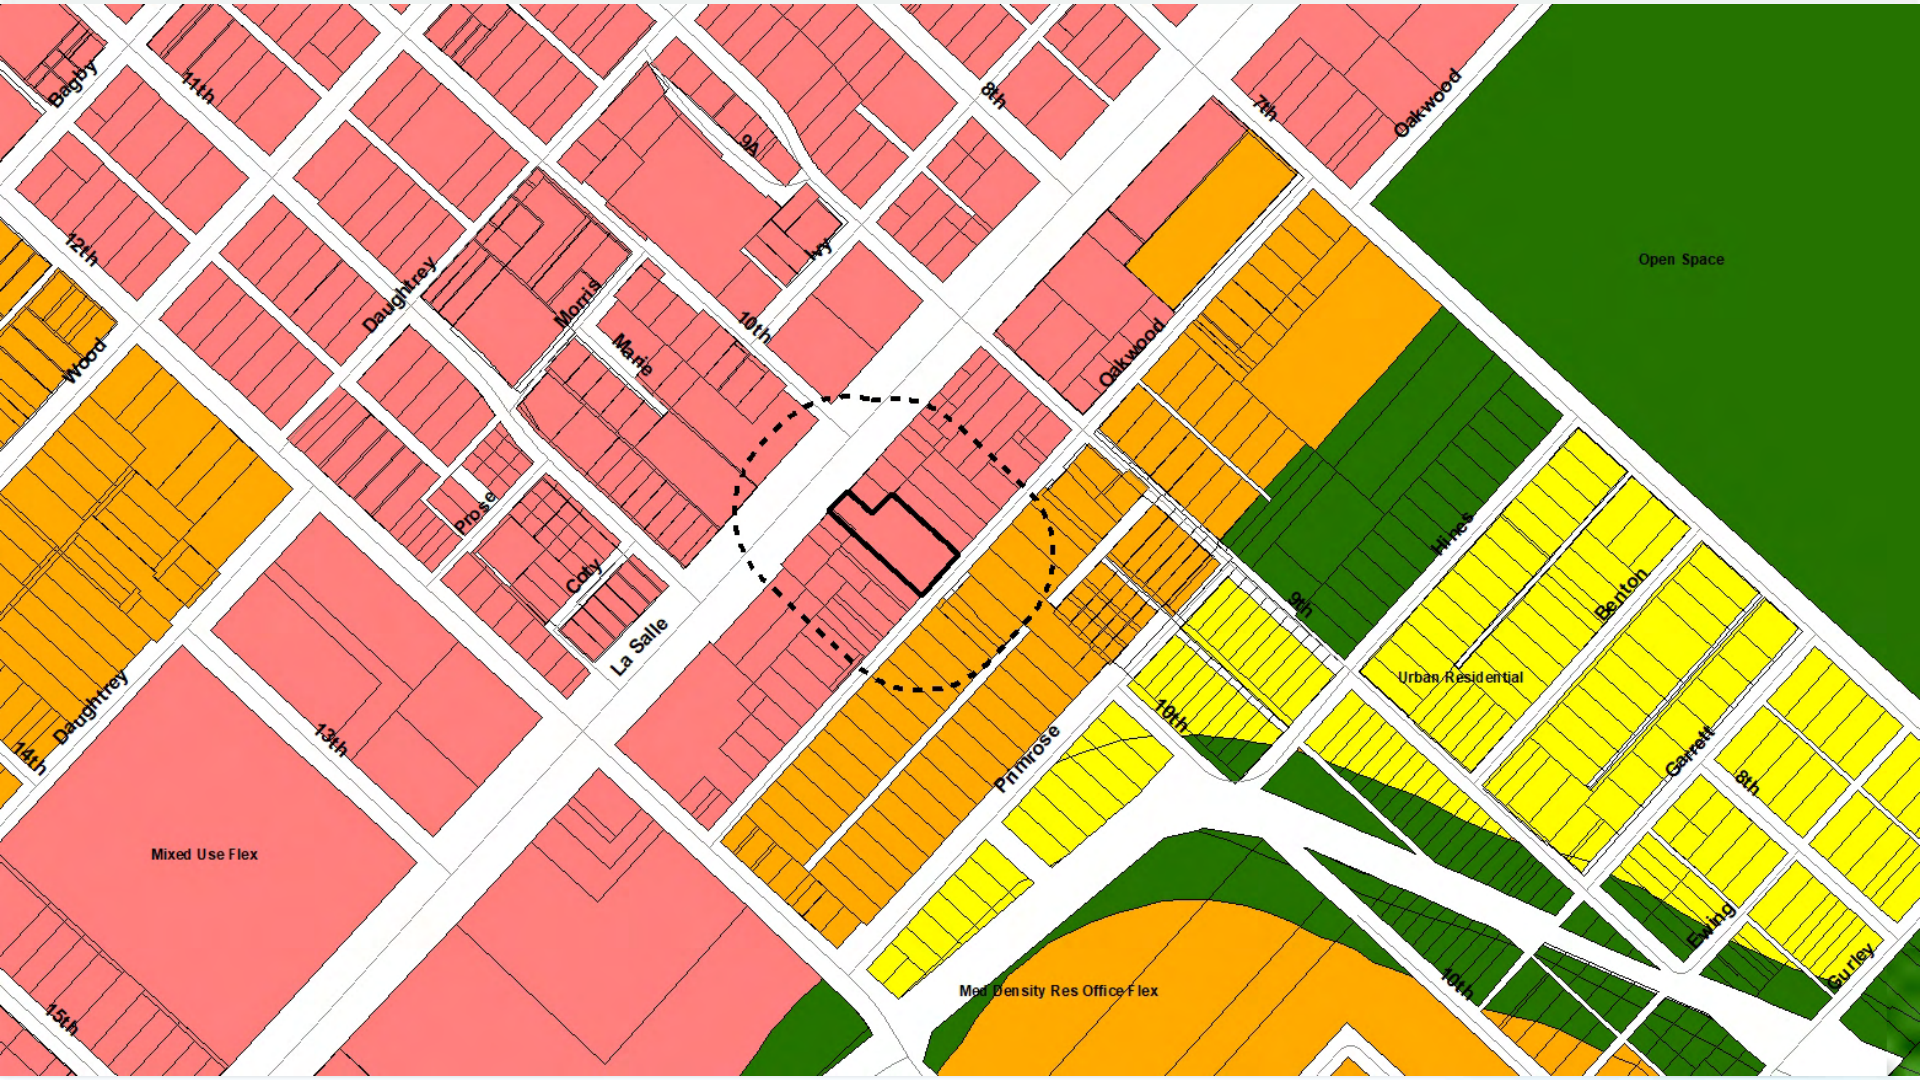 Bagby
11th
8th
7th
Oakwood
9A
12th
Ivy
Open Space
Daughtrey
Morris
10th
Marie
Wood
Oakwood
Prose
Hines
Coty
Benton
9th
La Salle
Urban Residential
Daughtrey
10th
13th
14th
Primrose
Garrett
8th
Mixed Use Flex
Ewing
Gurley
Med Density Res Office Flex
10th
15th